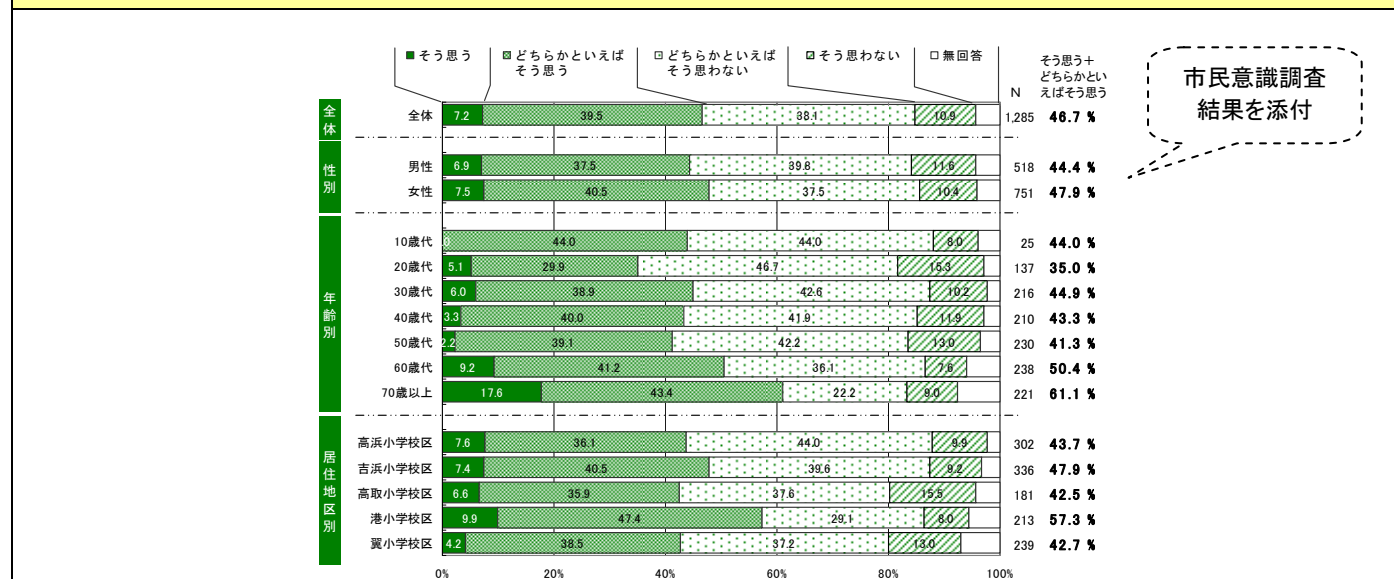 ■ そう思う
どちらかといえば
そう思う
どちらかといえば
そう思わない
そう思わない
無回答
N
そう思う＋
どちらかとい
えばそう思う
市民意識調査
結果を添付
全体
全体 7.2 39.5 38.1 10.9 1,285 46.7 %
性別
男性 6.9 37.5 39.8 11.6 518 44.4 %
女性 7.5 40.5 37.5 10.4 751 47.9 %
年齢別
10歳代 44.0 44.0 8.0 25 44.0 %
20歳代 5.1 29.9 46.7 15.3 137 35.0 %
30歳代 6.0 38.9 42.6 10.2 216 44.9 %
40歳代 3.3 40.0 41.9 11.9 210 43.3 %
50歳代 2.2 39.1 42.2 13.0 230 41.3 %
60歳代 9.2 41.2 36.1 7.6 238 50.4 %
70歳以上 17.6 43.4 22.2 9.0 221 61.1 %
居住地区別
高浜小学校区 7.6 36.1 44.0 9.9 302 43.7 %
吉浜小学校区 7.4 40.5 39.6 9.2 336 47.9 %
高取小学校区 6.6 35.9 37.6 15.5 181 42.5 %
港小学校区 9.9 47.4 29.1 8.0 213 57.3 %
翼小学校区 4.2 38.5 37.2 13.0 239 42.7 %
0% 20% 40% 60% 80% 100%